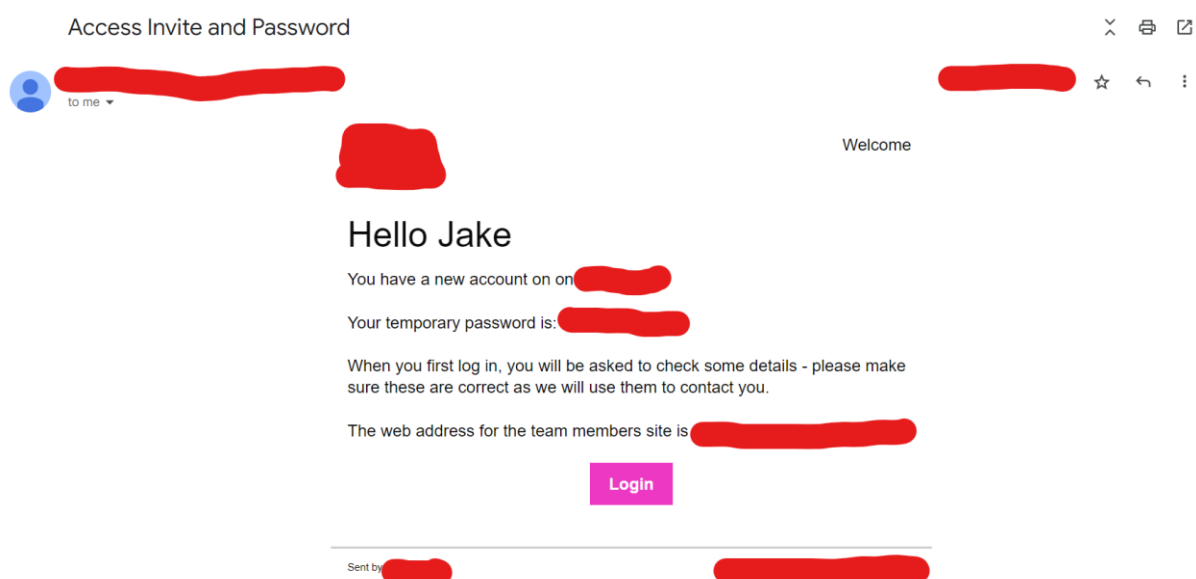 Access Invite and Password
to me
Welcome
Hello Jake
You have a new account on on
Your temporary password is:
When you first log in, you will be asked to check some details - please make
sure these are correct as we will use them to contact you.
The web address for the team members site is
Login
Sent by